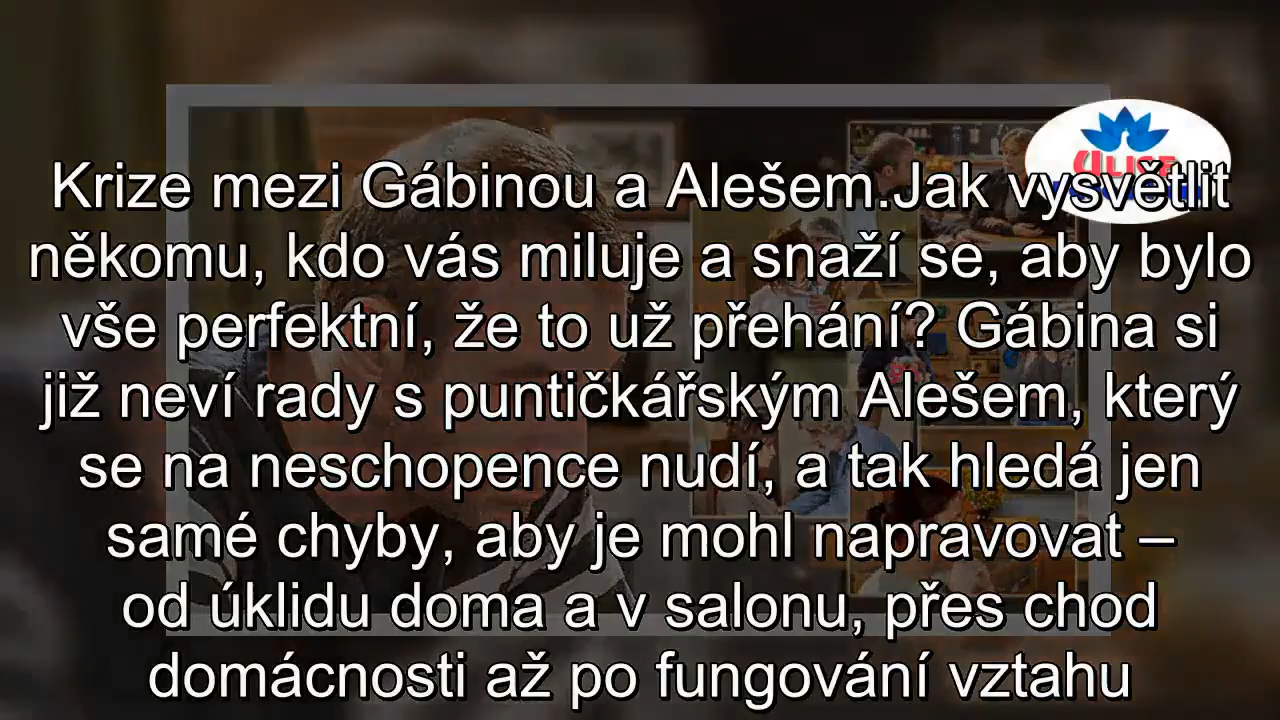 Krize mezi Gábinou a Alešem.Jak vysvětlit
někomu, kdo vás miluje a snaží se, aby bylo
vše perfektní, že to už přehání? Gábina si
již neví rady s puntičkářským Alešem, který
se na neschopence nudí, a tak hledá jen
samé chyby, aby je mohl napravovat –
od úklidu doma a v salonu, přes chod
domácnosti až po fungování vztahu